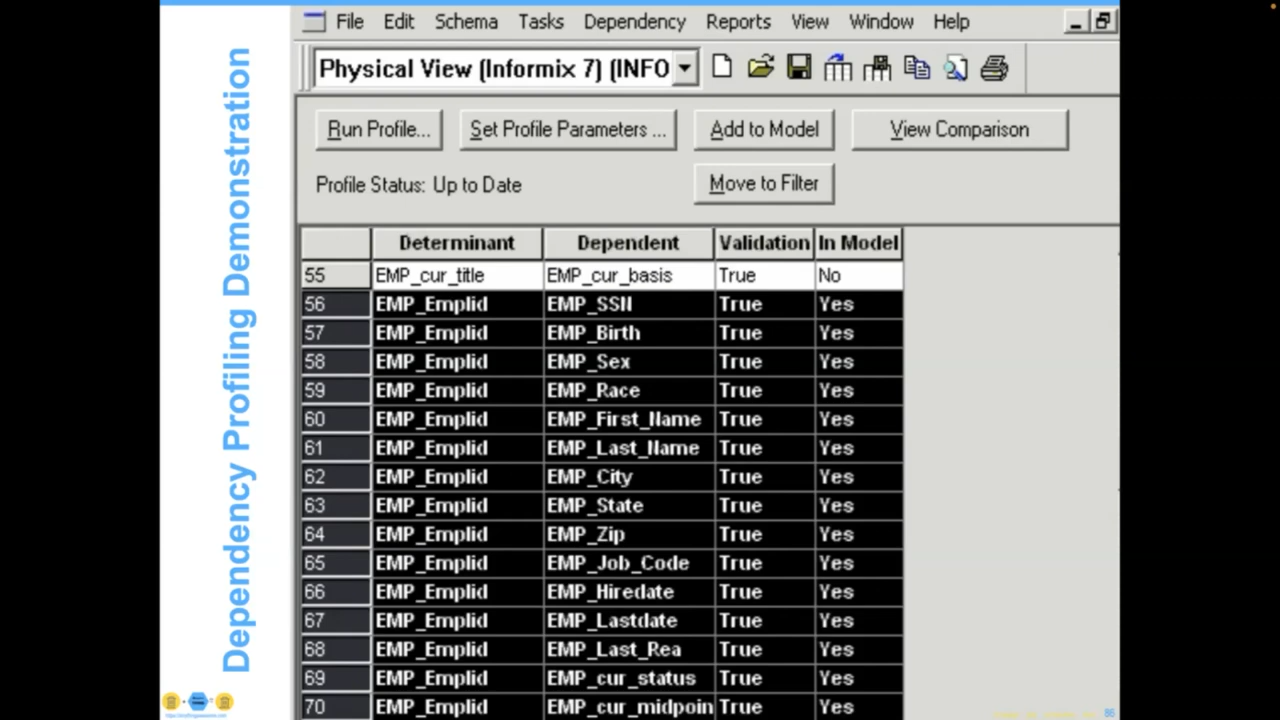 Dependency Profiling Demonstration
File Edit Schema Tasks Dependency Reports View Window Help
Physical View (Informix 7) (INFO
Run Profile... Set Profile Parameters ... Add to Model View Comparison
Profile Status: Up to Date Move to Filter
Determinant Dependent Validation In Model
55 EMP_cur_title EMP_cur_basis True No
56 EMP_Emplid EMP_SSN True Yes
57 EMP_Emplid EMP_Birth True Yes
58 EMP_Emplid EMP_Sex True Yes
59 EMP_Emplid EMP_Race True Yes
60 EMP_Emplid EMP_First_Name True Yes
61 EMP_Emplid EMP_Last_Name True Yes
62 EMP_Emplid EMP_City True Yes
63 EMP_Emplid EMP_State True Yes
64 EMP_Emplid EMP_Zip True Yes
65 EMP_Emplid EMP_Job_Code True Yes
66 EMP_Emplid EMP_Hiredate True Yes
67 EMP_Emplid EMP_Lastdate True Yes
68 EMP_Emplid EMP_Last_Rea True Yes
69 EMP_Emplid EMP_cur_status True Yes
70 EMP_Emplid EMP_cur_midpoin True Yes
86